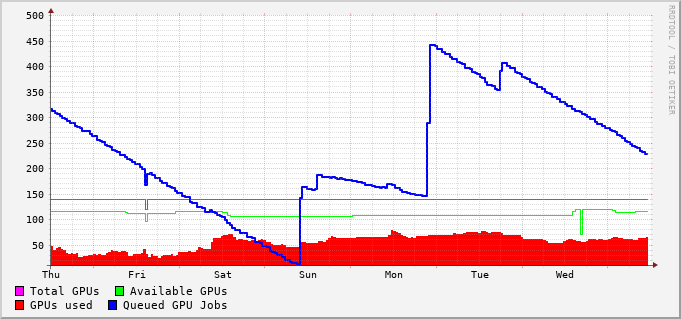 500
450
400
350
300
250
200
150
100
50
Thu Fri Sat Sun Mon Tue Wed
Total GPUs Available GPUs
GPUs used Queued GPU Jobs
RRDTOOL / TOBI OETIKER